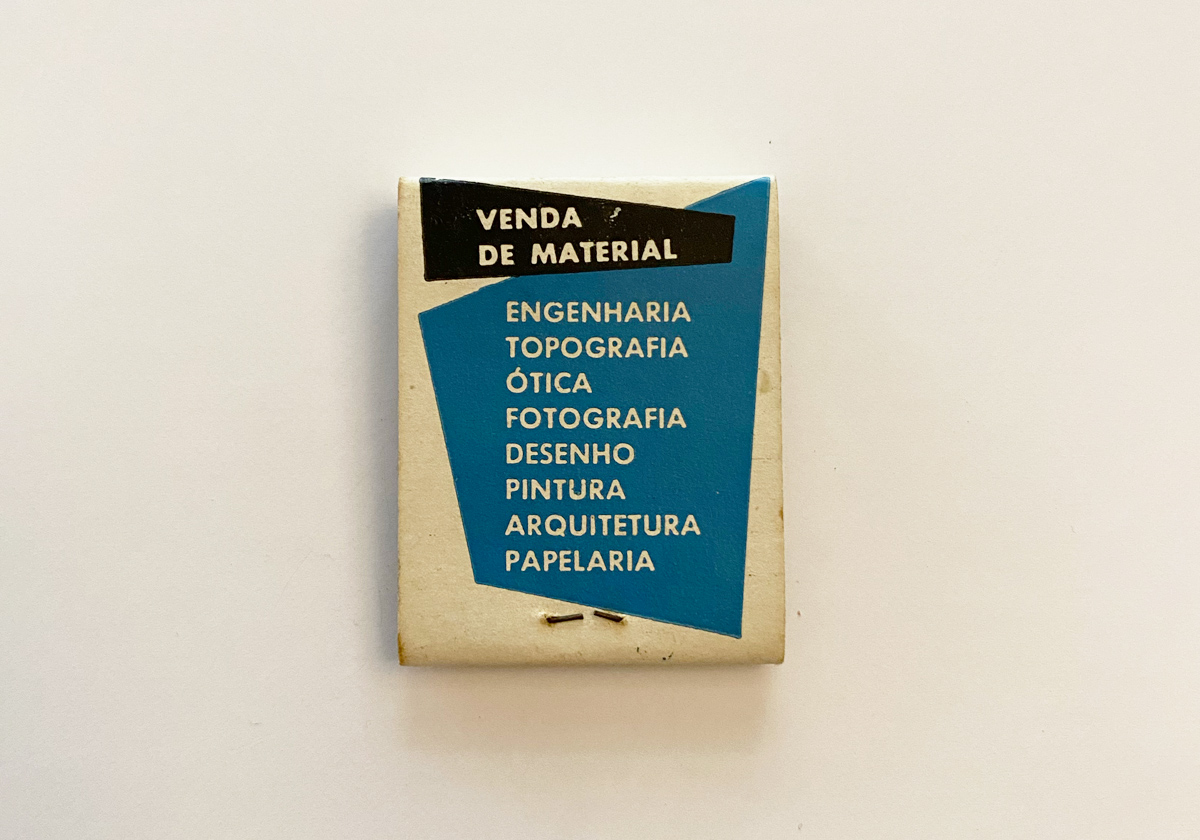 VENDA
DE MATERIAL
ENGENHARIA
TOPOGRAFIA
ÓTICA
FOTOGRAFIA
DESENHO
PINTURA
ARQUITETURA
PAPELARIA